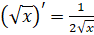 (√x)′ = 1/(2√x)